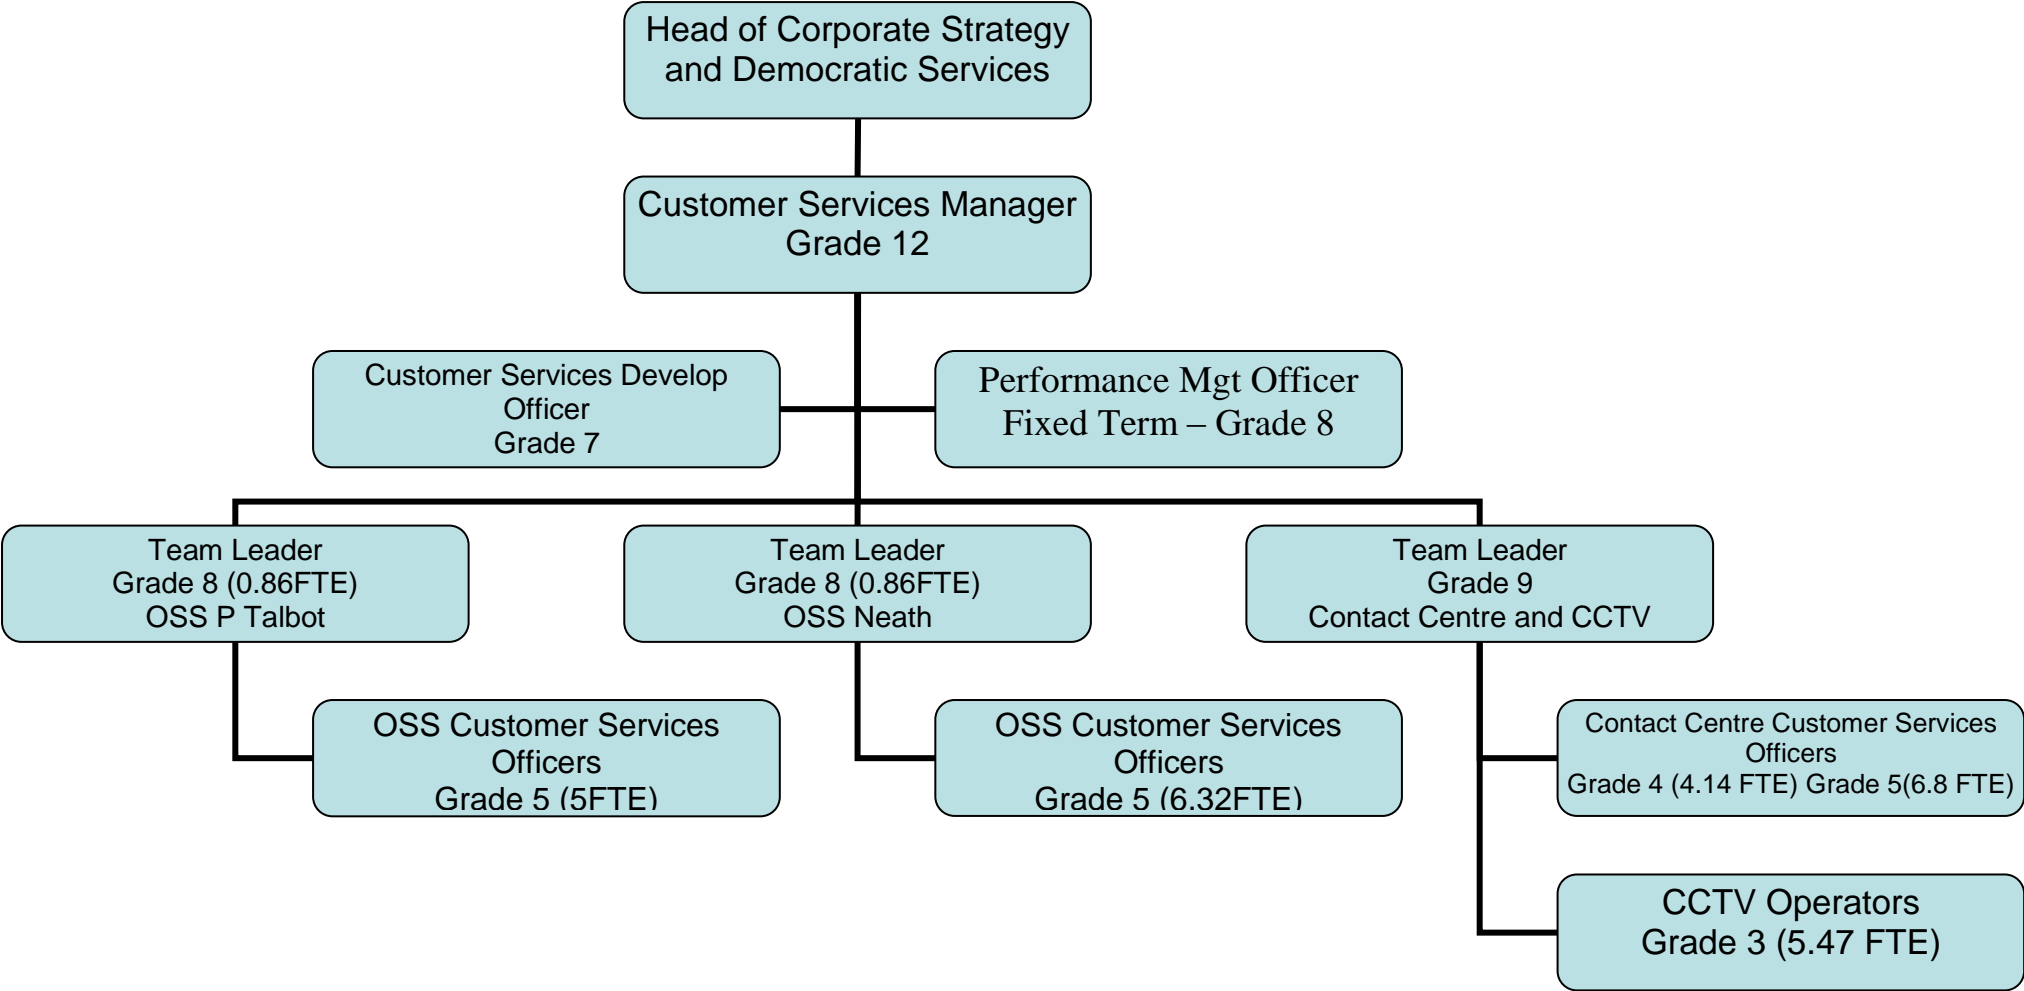 Head of Corporate Strategy
and Democratic Services
Customer Services Manager
Grade 12
Customer Services Develop
Officer
Grade 7
Performance Mgt Officer
Fixed Term – Grade 8
Team Leader
Grade 8 (0.86FTE)
OSS P Talbot
Team Leader
Grade 8 (0.86FTE)
OSS Neath
Team Leader
Grade 9
Contact Centre and CCTV
OSS Customer Services
Officers
Grade 5 (5FTE)
OSS Customer Services
Officers
Grade 5 (6.32FTE)
Contact Centre Customer Services
Officers
Grade 4 (4.14 FTE) Grade 5(6.8 FTE)
CCTV Operators
Grade 3 (5.47 FTE)